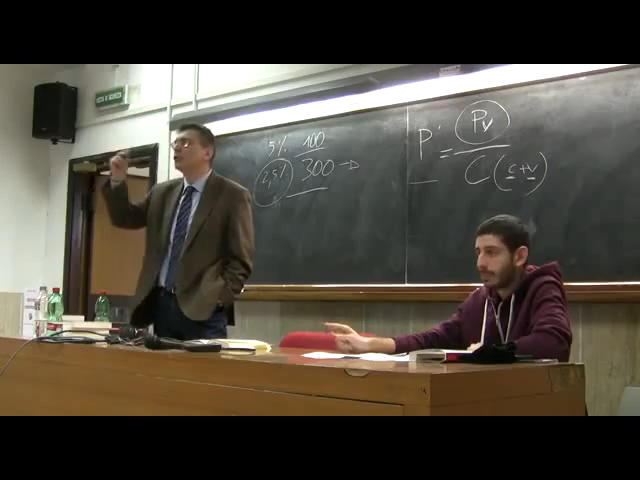 5% 100
2,5% 300 →
P' = Pv
C (c+v)